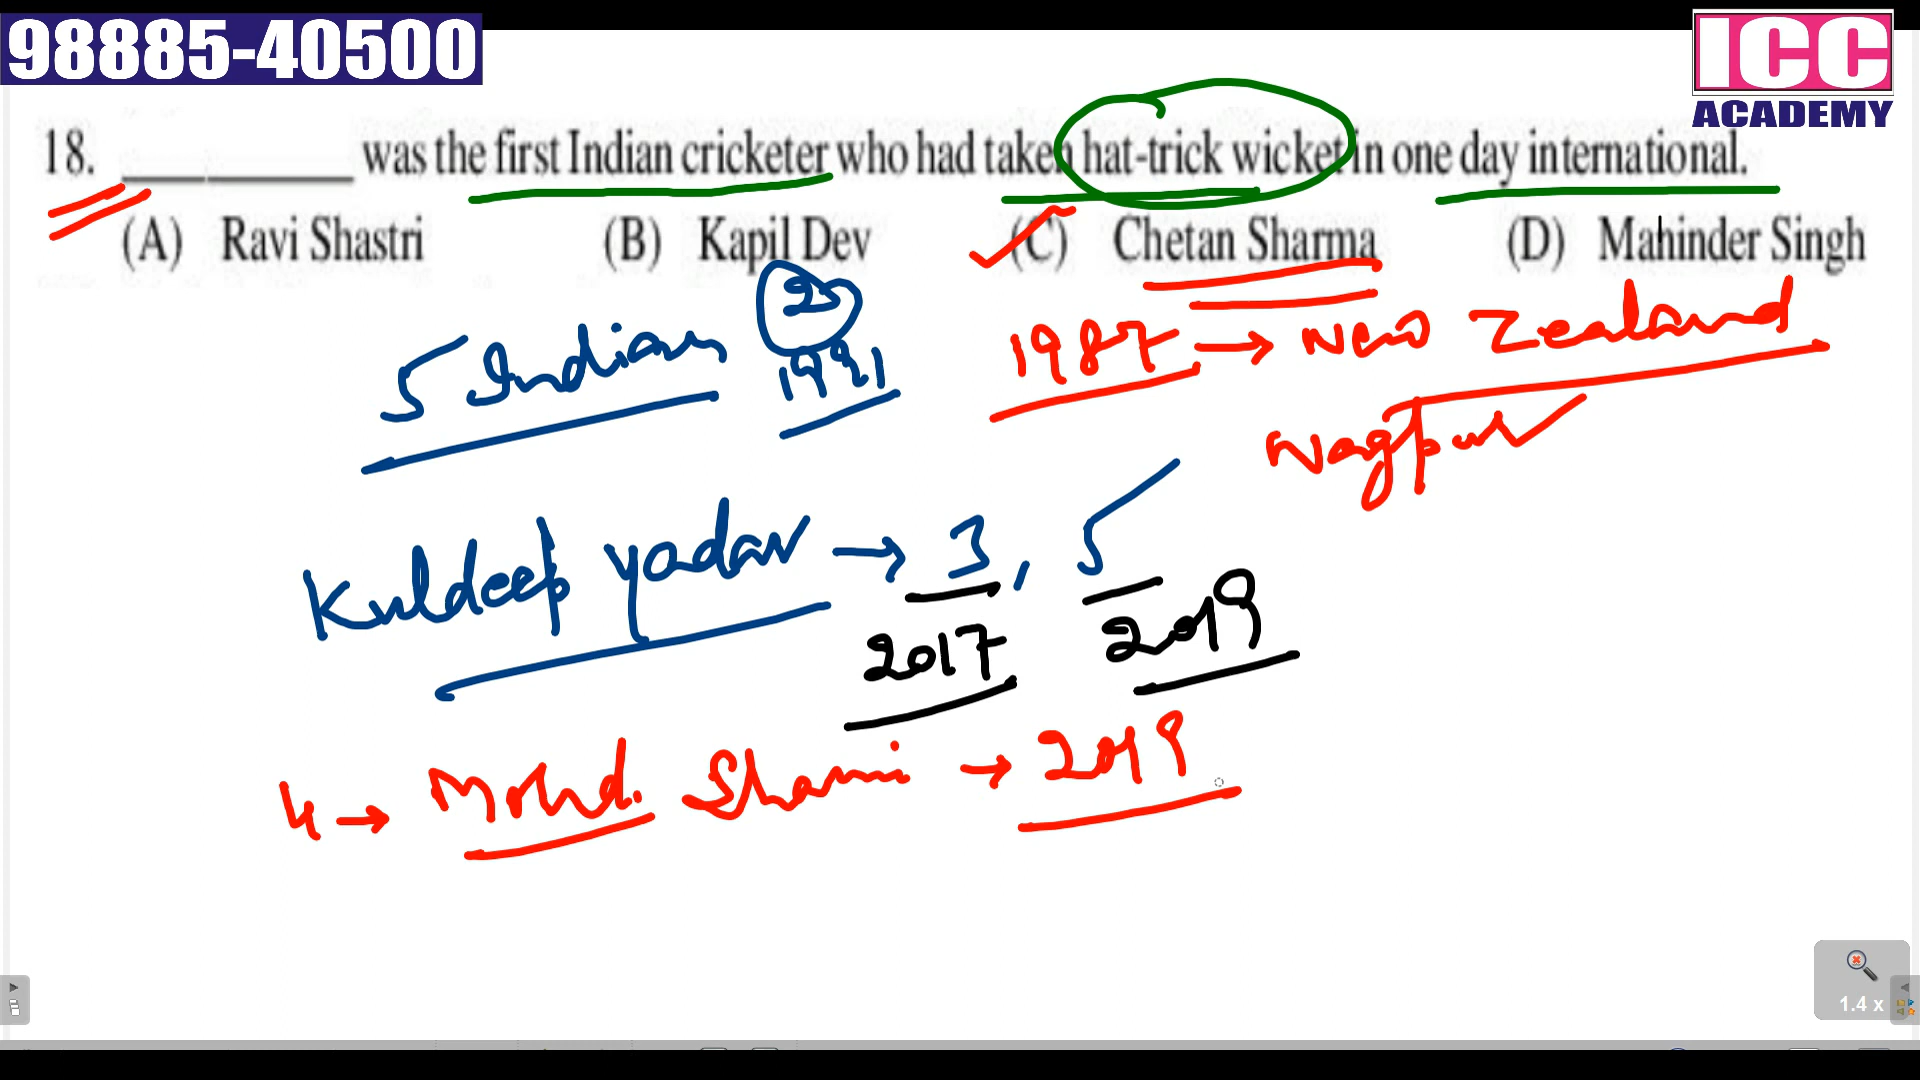 98885-40500
ICC
ACADEMY
18. ____________ was the first Indian cricketer who had taken hat-trick wicket in one day international.
(A) Ravi Shastri (B) Kapil Dev (C) Chetan Sharma (D) Mahinder Singh
5 Indian 2
1991
1987 → New Zealand
Nagpur
Kuldeep yadav → 3, 5
2017 2019
4 → Mohd. Shami → 2019
1.4 x